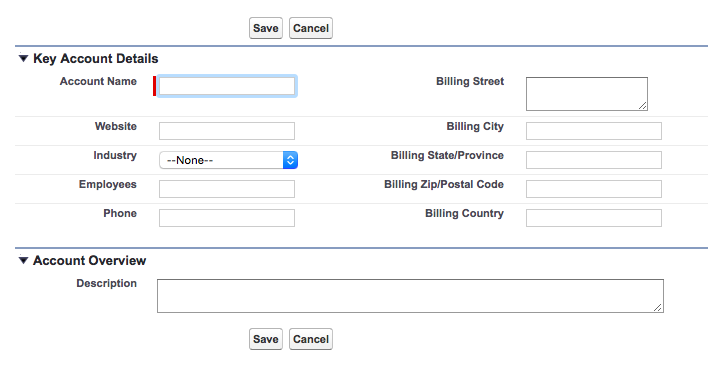 Save Cancel
Key Account Details
Account Name Billing Street
Website Billing City
Industry --None-- Billing State/Province
Employees Billing Zip/Postal Code
Phone Billing Country
Account Overview
Description
Save Cancel